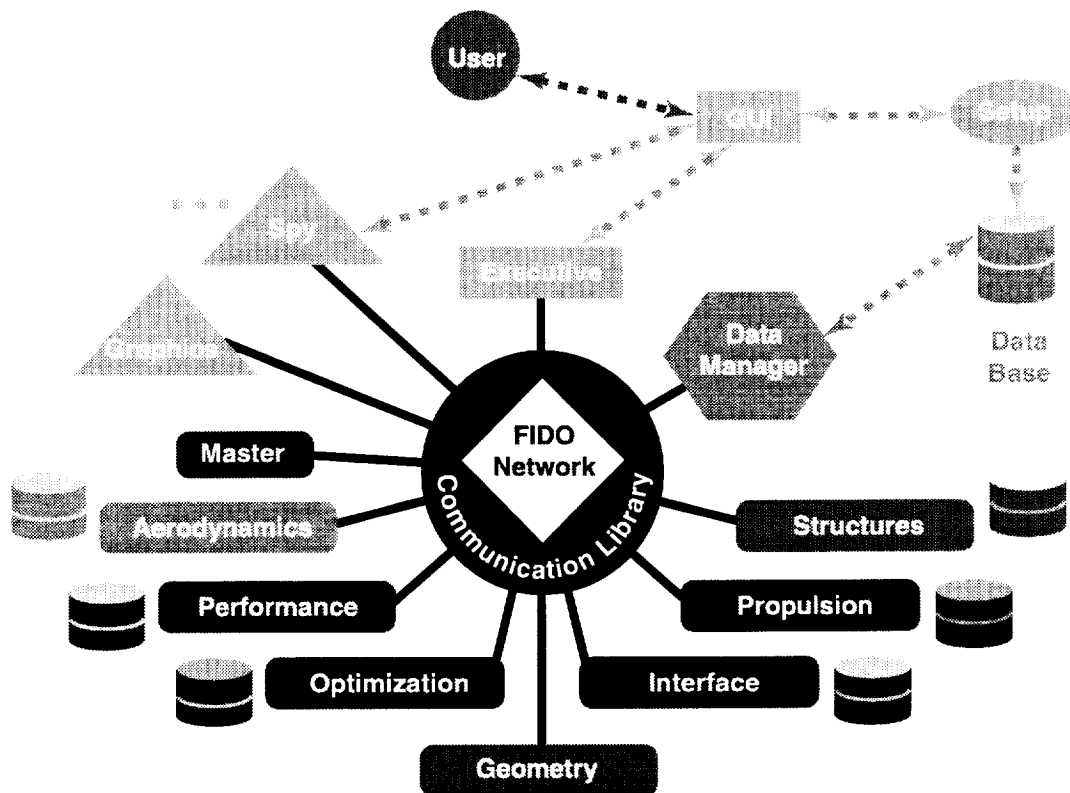 User
GUI
Setup
Spy
Executive
Graphics
Data
Manager
Data
Base
FIDO
Network
Communication Library
Master
Aerodynamics
Structures
Performance
Propulsion
Optimization
Interface
Geometry